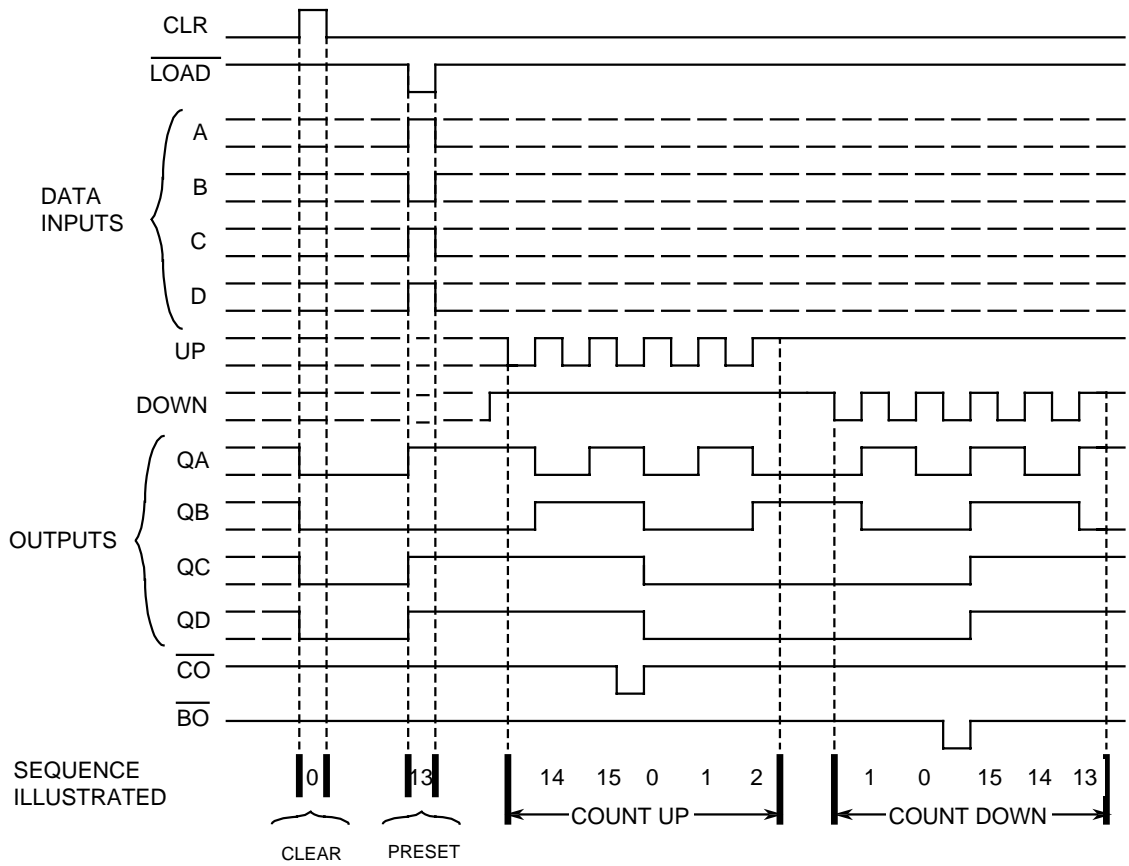 CLR
LOAD
A
B
C
D
DATA
INPUTS
UP
DOWN
QA
QB
QC
QD
OUTPUTS
CO
BO
SEQUENCE
ILLUSTRATED
0 13 14 15 0 1 2 1 0 15 14 13
COUNT UP COUNT DOWN
CLEAR PRESET